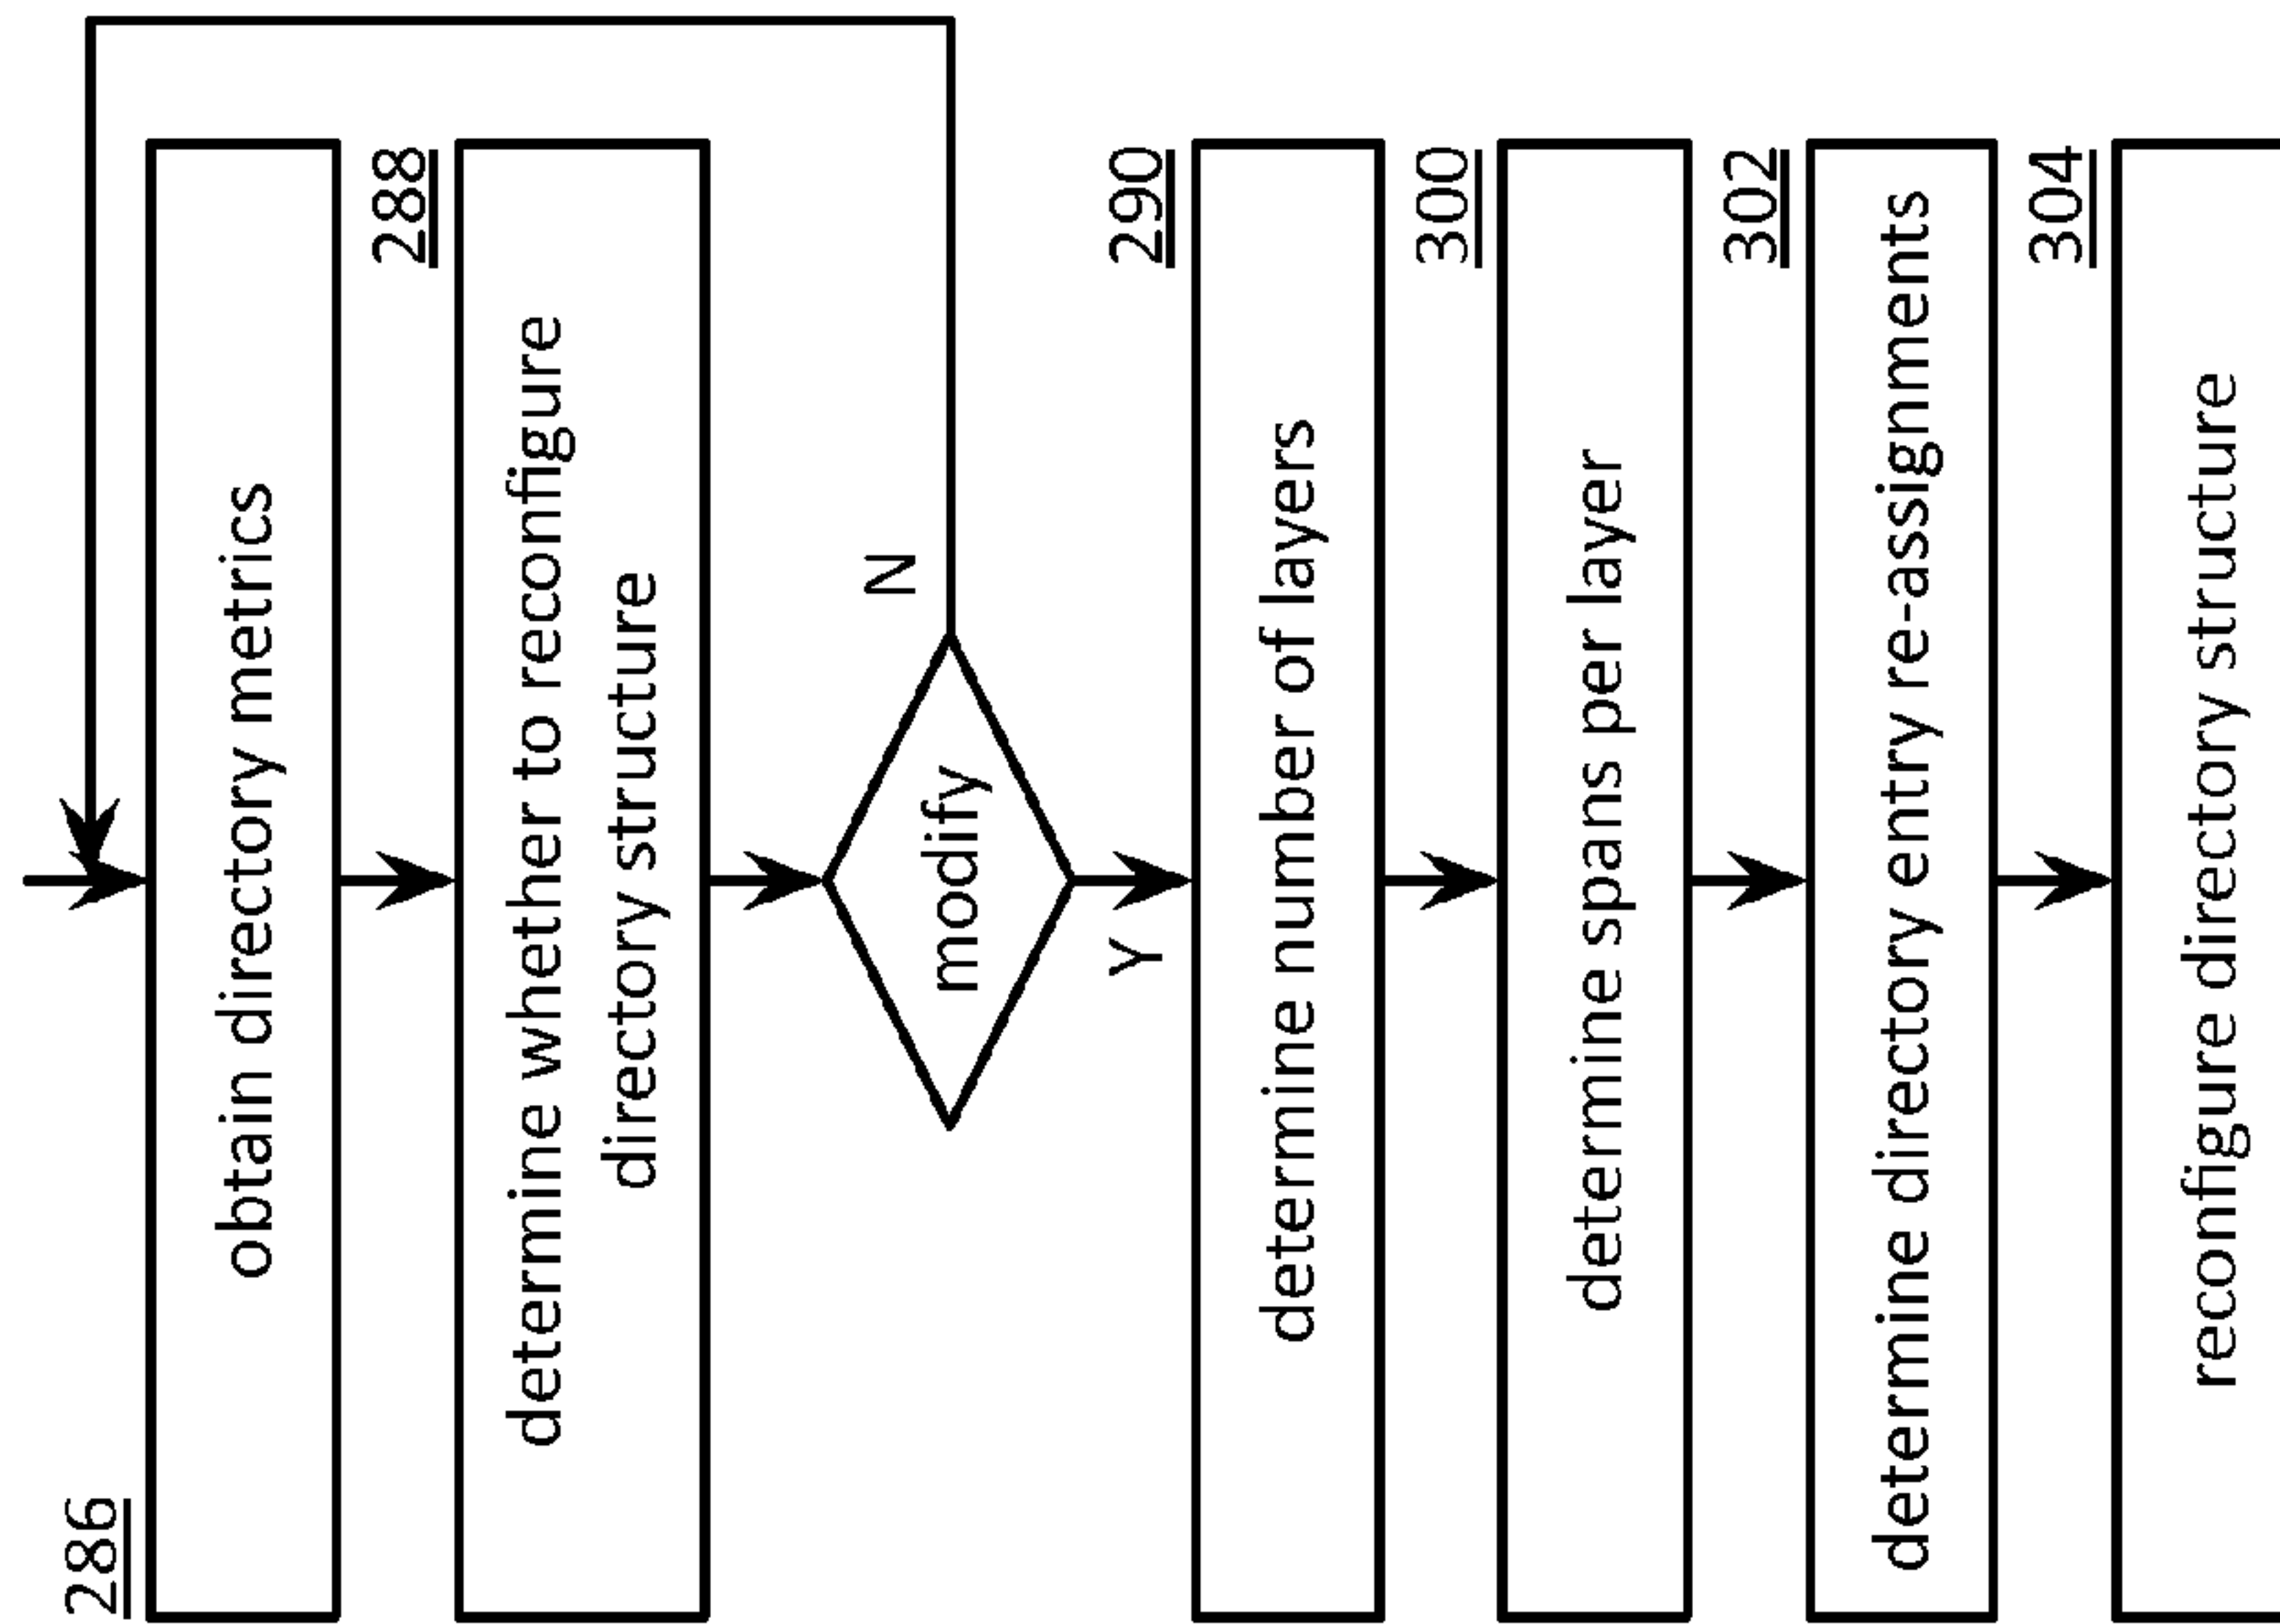 286
obtain directory metrics
288
determine whether to reconfigure
directory structure
modify
N
Y
290
determine number of layers
300
determine spans per layer
302
determine directory entry re-assignments
304
reconfigure directory structure